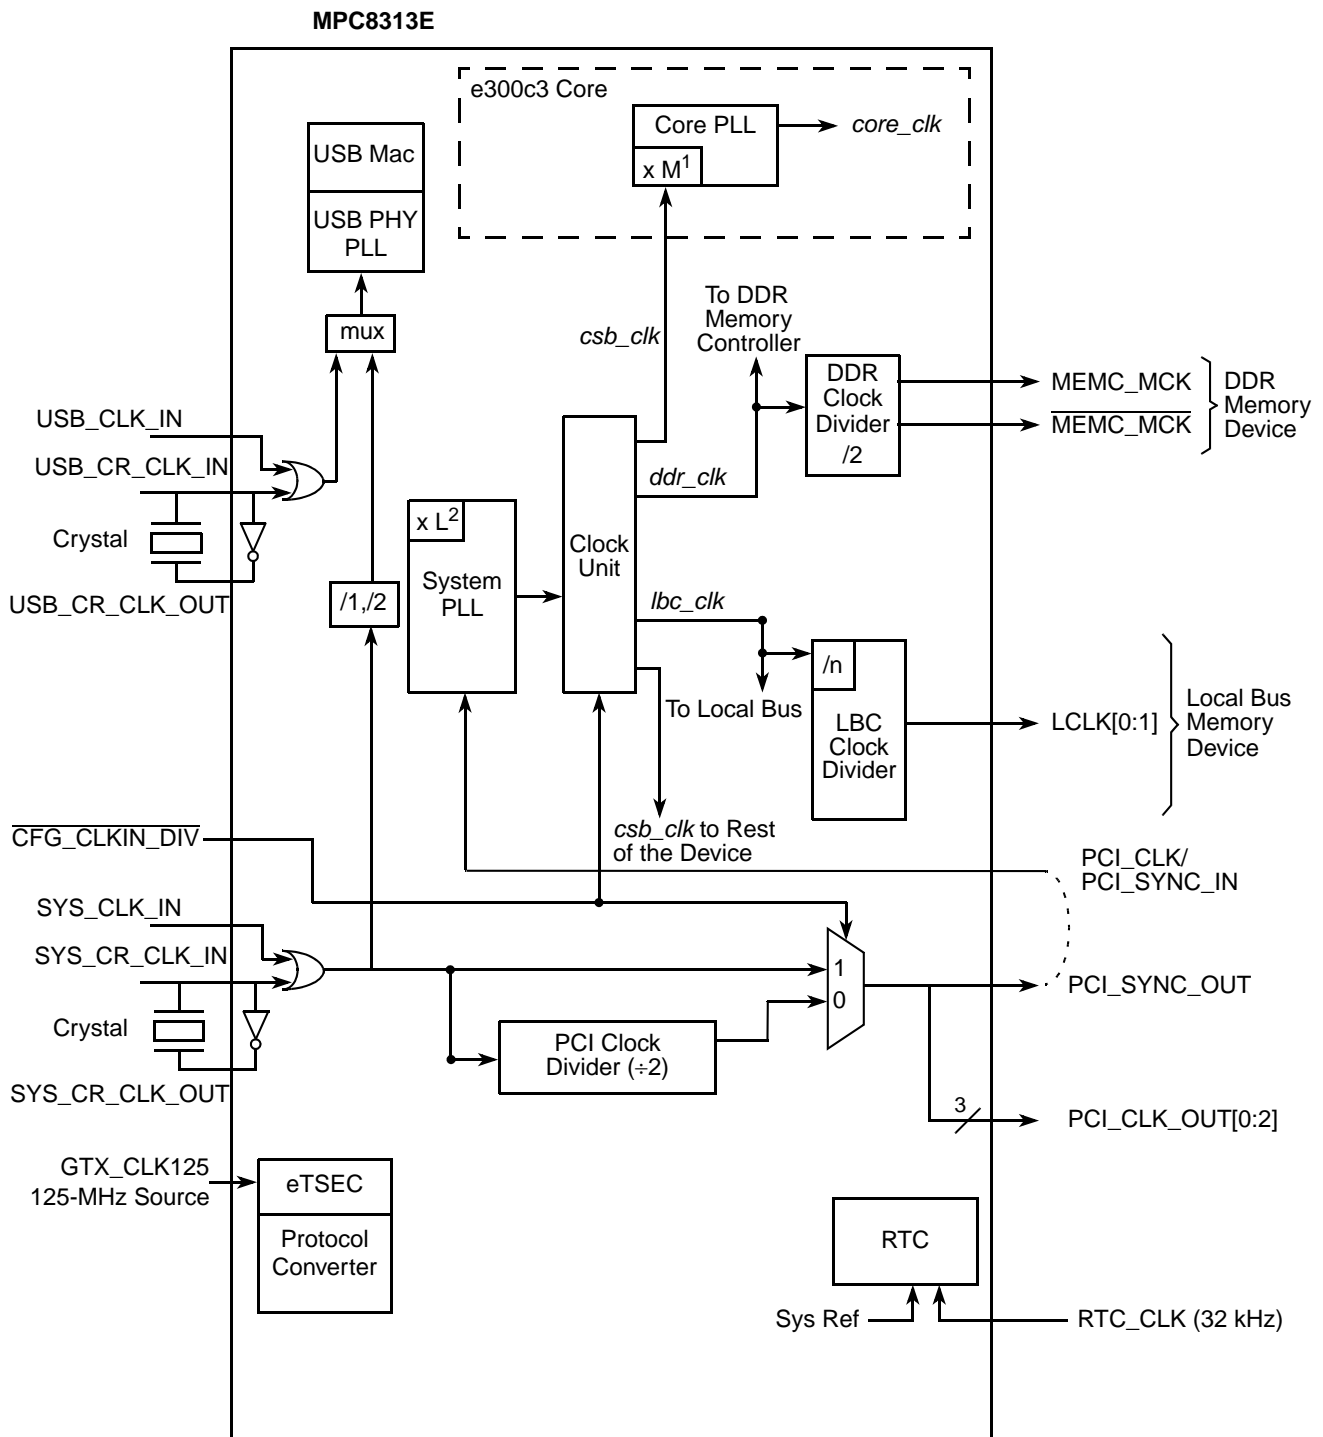 MPC8313E
e300c3 Core
Core PLL
x M1
core_clk
USB Mac
USB PHY
PLL
mux
csb_clk
To DDR
Memory
Controller
DDR
Clock
Divider
/2
MEMC_MCK
MEMC_MCK
DDR
Memory
Device
USB_CLK_IN
USB_CR_CLK_IN
Crystal
USB_CR_CLK_OUT
/1,/2
x L2
System
PLL
Clock
Unit
ddr_clk
lbc_clk
To Local Bus
/n
LBC
Clock
Divider
LCLK[0:1]
Local Bus
Memory
Device
csb_clk to Rest
of the Device
CFG_CLKIN_DIV
PCI_CLK/
PCI_SYNC_IN
SYS_CLK_IN
SYS_CR_CLK_IN
Crystal
SYS_CR_CLK_OUT
1
0
PCI Clock
Divider (÷2)
PCI_SYNC_OUT
3
PCI_CLK_OUT[0:2]
GTX_CLK125
125-MHz Source
eTSEC
Protocol
Converter
RTC
Sys Ref
RTC_CLK (32 kHz)